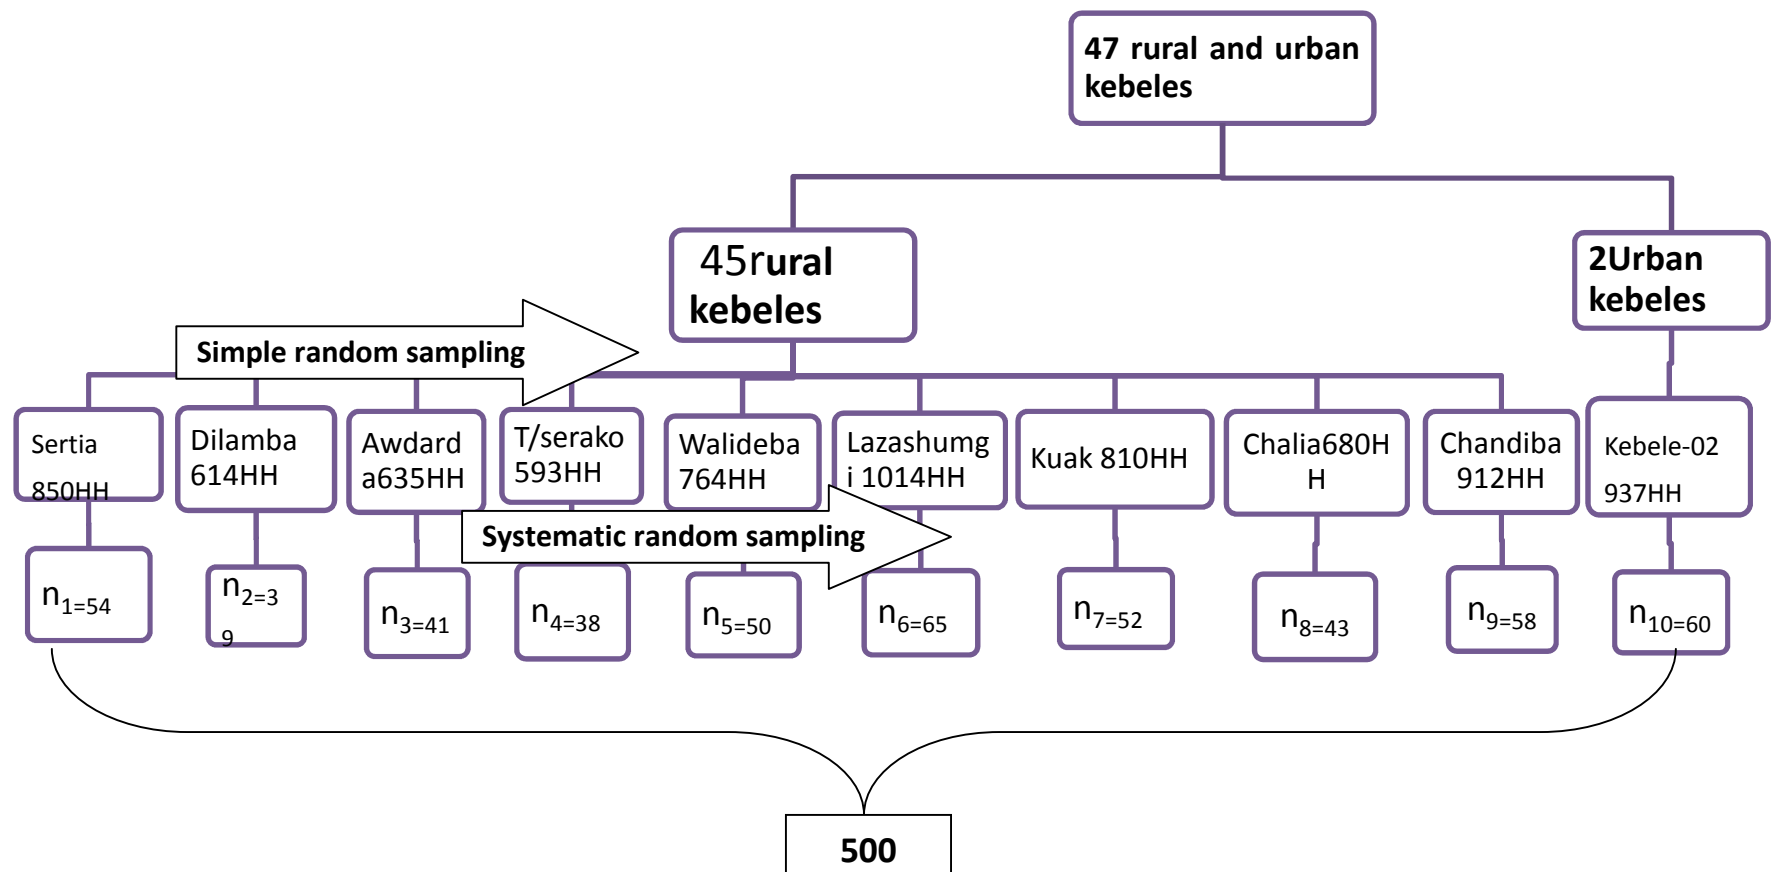 47 rural and urban
kebeles
45rural
kebeles
2Urban
kebeles
Simple random sampling
Sertia
850HH
Dilamba
614HH
Awdard
a635HH
T/serako
593HH
Walideba
764HH
Lazashumg
i 1014HH
Kuak 810HH
Chalia680H
H
Chandiba
912HH
Kebele-02
937HH
Systematic random sampling
n1=54
n2=3
9
n3=41
n4=38
n5=50
n6=65
n7=52
n8=43
n9=58
n10=60
500